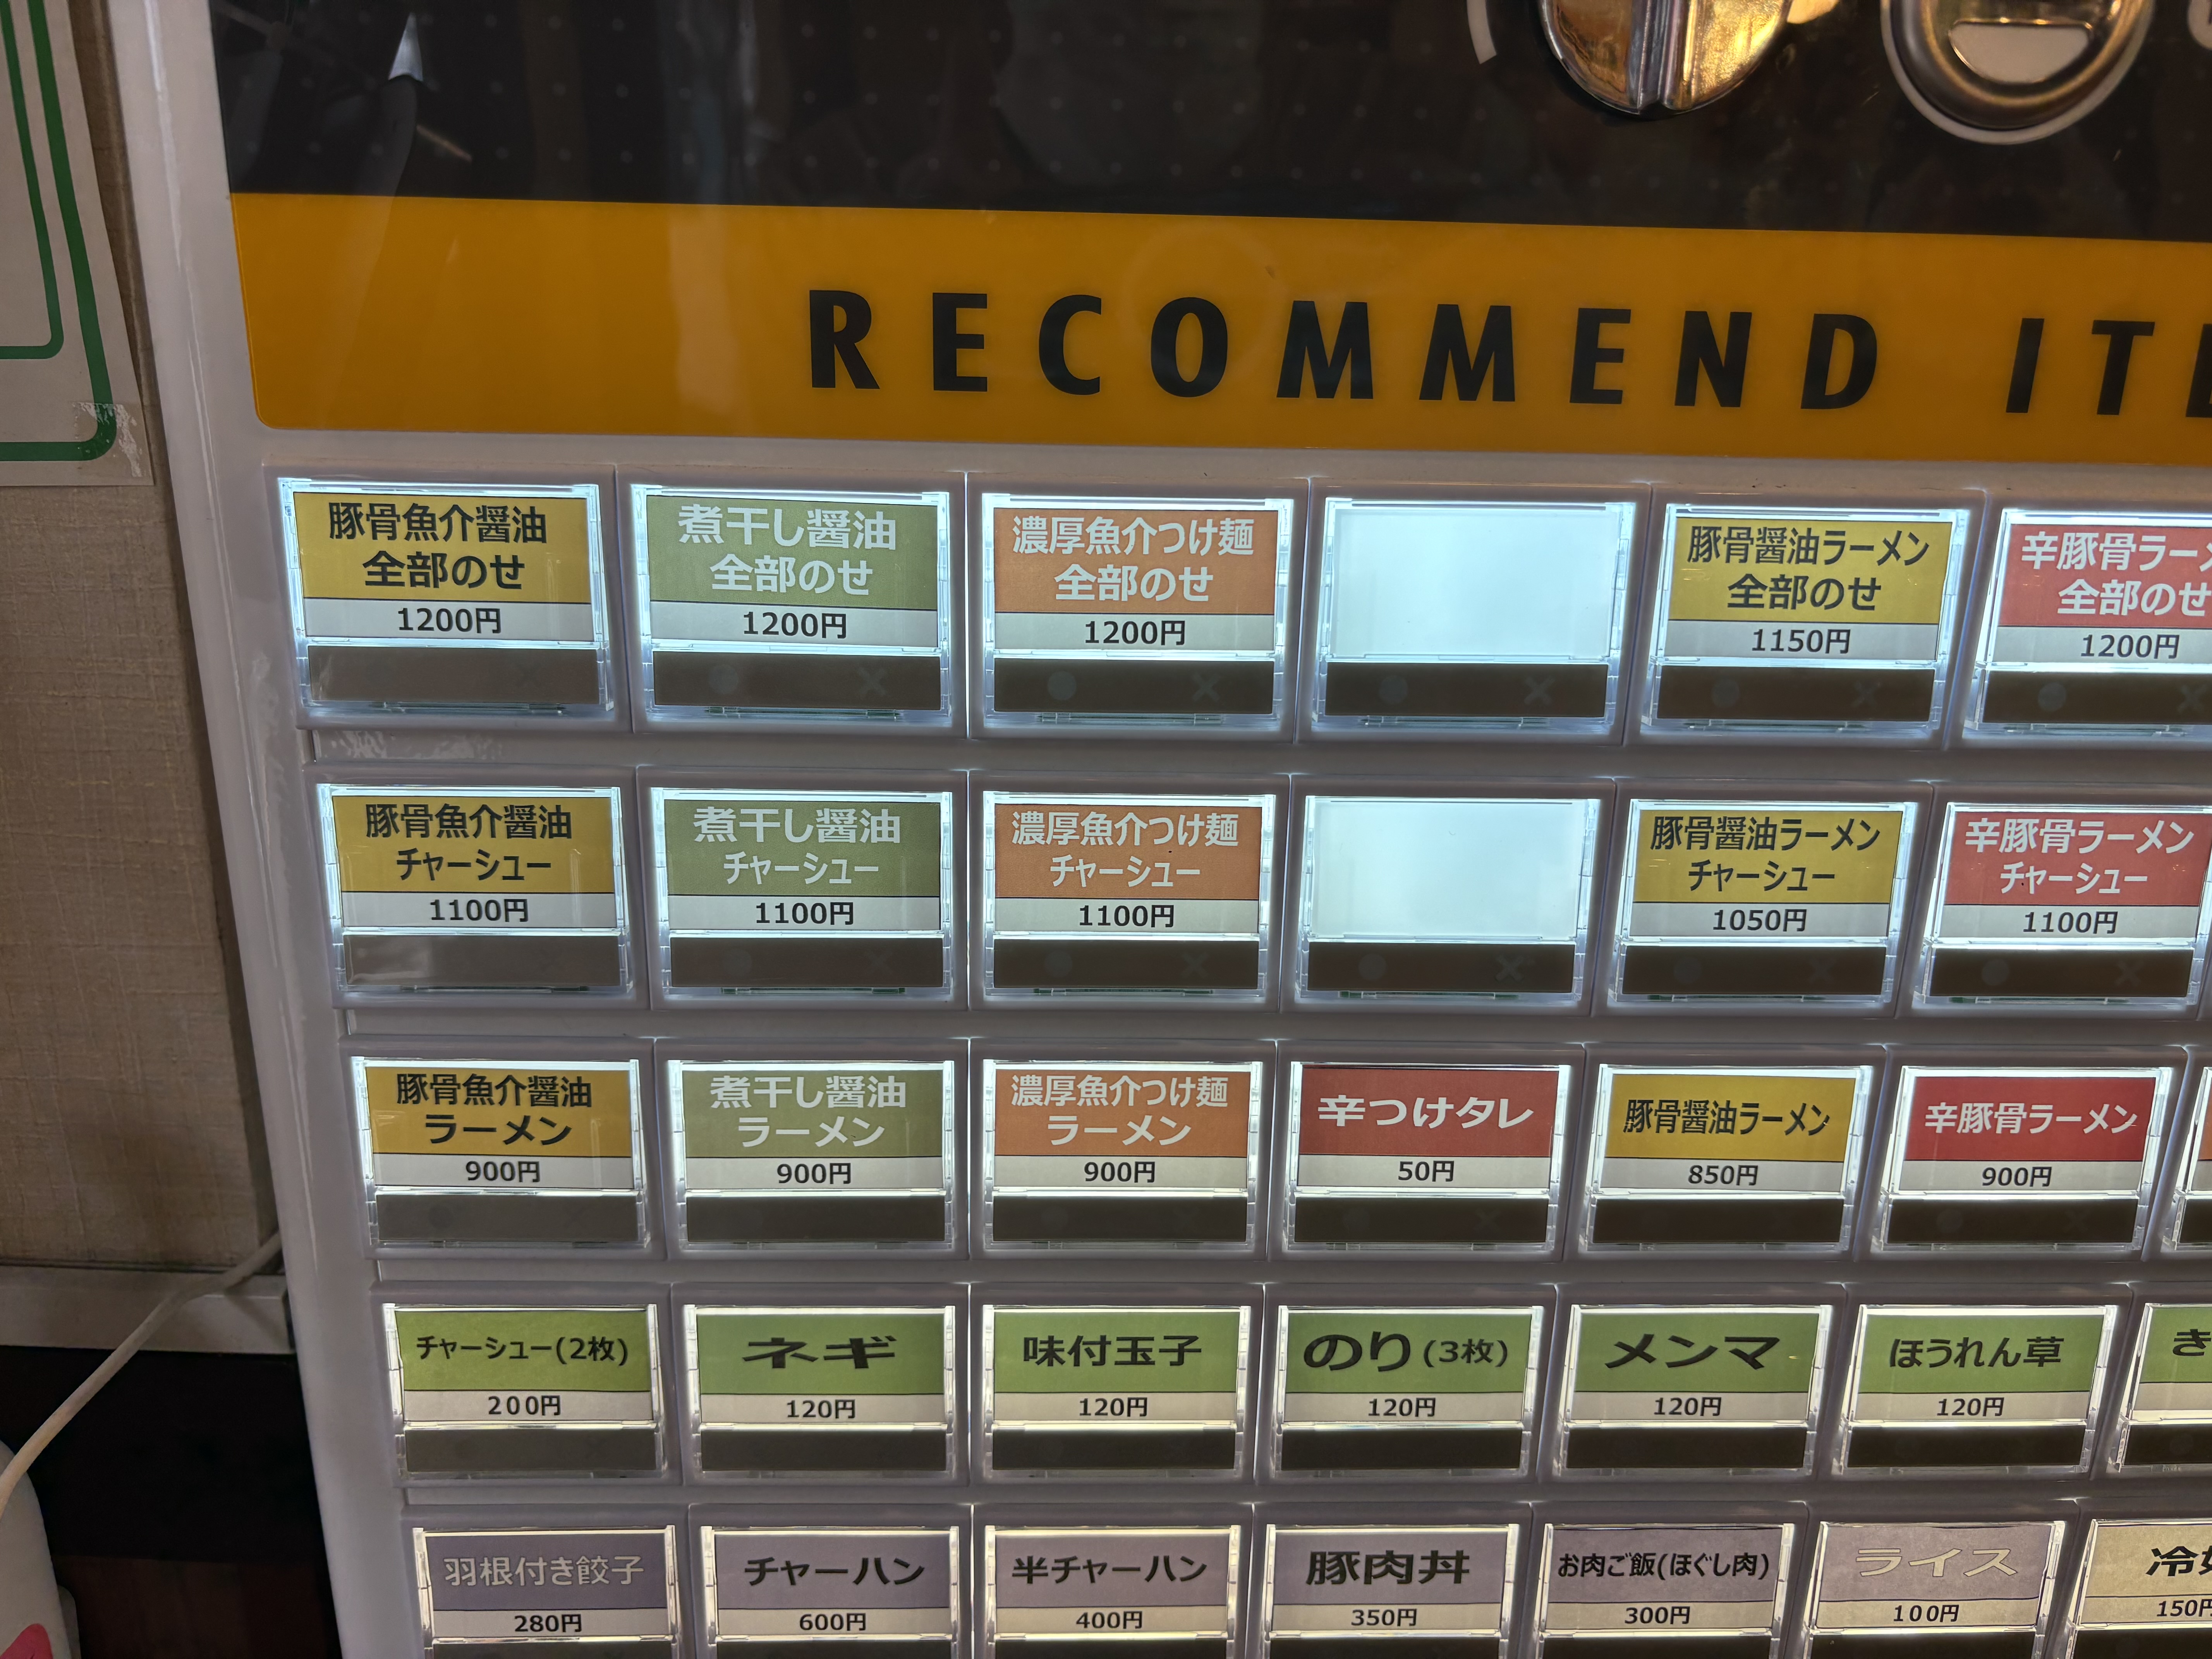 RECOMMEND
豚骨魚介醤油
全部のせ
1200円
煮干し醤油
全部のせ
1200円
濃厚魚介つけ麺
全部のせ
1200円
豚骨醤油ラーメン
全部のせ
1150円
辛豚骨ラー
全部のせ
1200円
豚骨魚介醤油
チャーシュー
1100円
煮干し醤油
チャーシュー
1100円
濃厚魚介つけ麺
チャーシュー
1100円
豚骨醤油ラーメン
チャーシュー
1050円
辛豚骨ラーメン
チャーシュー
1100円
豚骨魚介醤油
ラーメン
900円
煮干し醤油
ラーメン
900円
濃厚魚介つけ麺
ラーメン
900円
辛つけタレ
50円
豚骨醤油ラーメン
850円
辛豚骨ラーメン
900円
チャーシュー(2枚)
200円
ネギ
120円
味付玉子
120円
のり(3枚)
120円
メンマ
120円
ほうれん草
120円
き
羽根付き餃子
280円
チャーハン
600円
半チャーハン
400円
豚肉丼
350円
お肉ご飯(ほぐし肉)
300円
ライス
100円
冷
150円